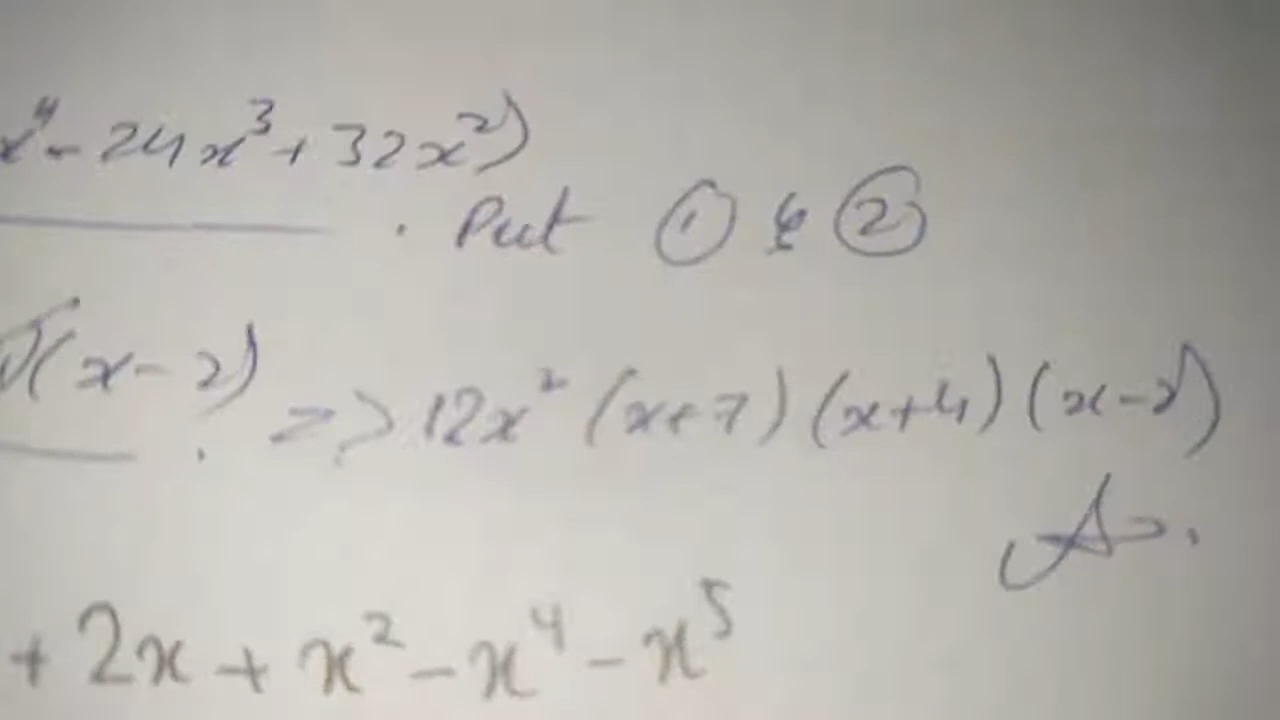 x⁴ - 24x³ + 32x²)
. Put ① & ②
(x-2) . => 12x² (x+7) (x+4) (x-2)
+ 2x + x² - x⁴ - x⁵